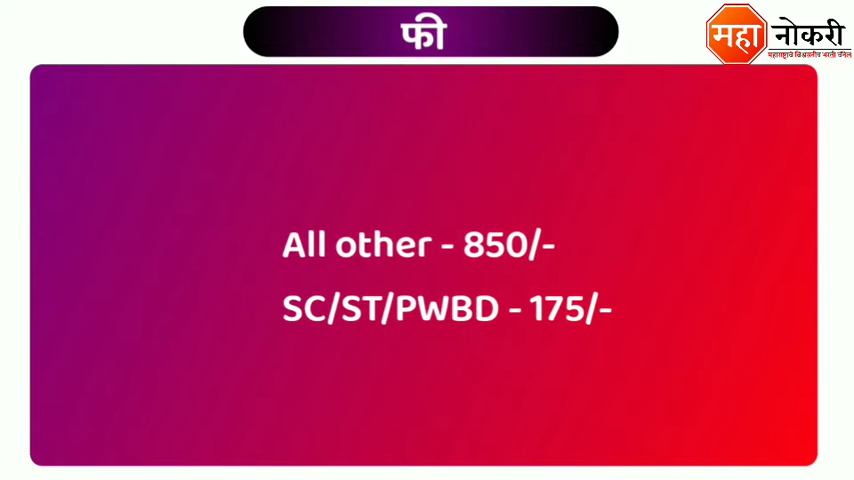 फी
महा नोकरी
All other - 850/-
SC/ST/PWBD - 175/-